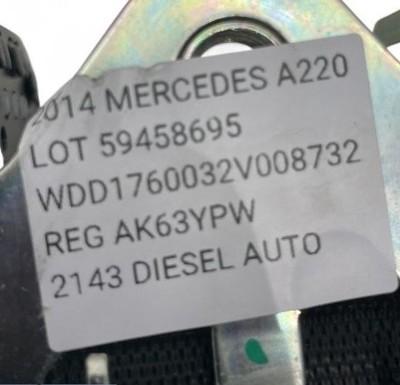 2014 MERCEDES A220
LOT 59458695
WDD1760032V008732
REG AK63YPW
2143 DIESEL AUTO